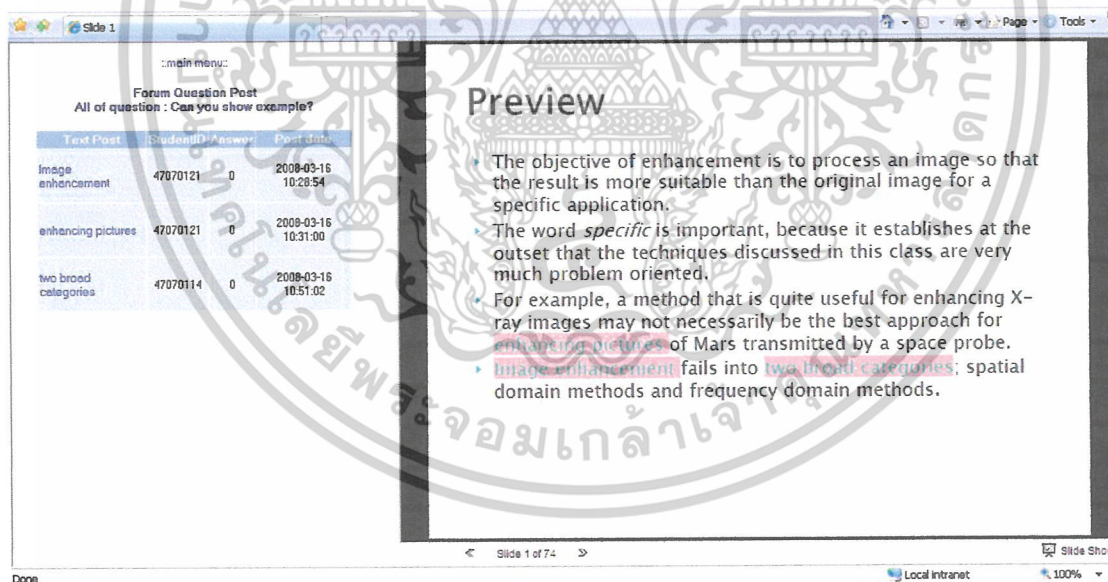 Slide 1
Page
Tools
::main menu::
Forum Question Post
All of question : Can you show example?
Text Post StudentID Answer Post date
Image enhancement 47070121 0 2008-03-16 10:28:54
enhancing pictures 47070121 0 2008-03-16 10:31:00
two broad categories 47070114 0 2008-03-16 10:51:02
Preview
The objective of enhancement is to process an image so that
the result is more suitable than the original image for a
specific application.
The word specific is important, because it establishes at the
outset that the techniques discussed in this class are very
much problem oriented.
For example, a method that is quite useful for enhancing X-
ray images may not necessarily be the best approach for
enhancing pictures of Mars transmitted by a space probe.
Image enhancement fails into two broad categories; spatial
domain methods and frequency domain methods.
Slide 1 of 74
Slide Sho
Done
Local intranet
100%